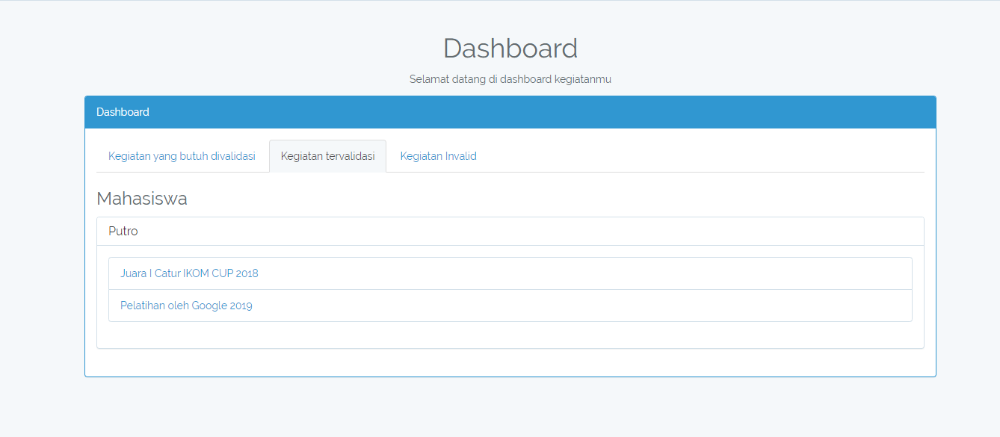 Dashboard
Selamat datang di dashboard kegiatanmu
Dashboard
Kegiatan yang butuh divalidasi
Kegiatan tervalidasi
Kegiatan Invalid
Mahasiswa
Putro
Juara I Catur IKOM CUP 2018
Pelatihan oleh Google 2019